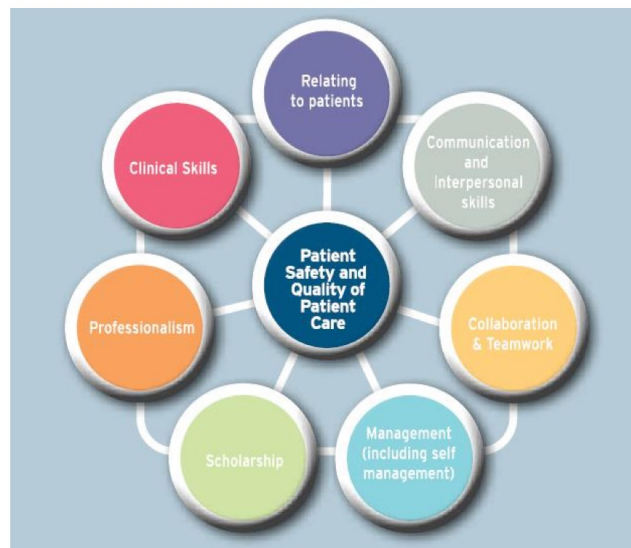 Relating
to patients
Communication
and
Interpersonal
skills
Clinical Skills
Patient
Safety and
Quality of
Patient
Care
Professionalism
Collaboration
& Teamwork
Scholarship
Management
(including self
management)